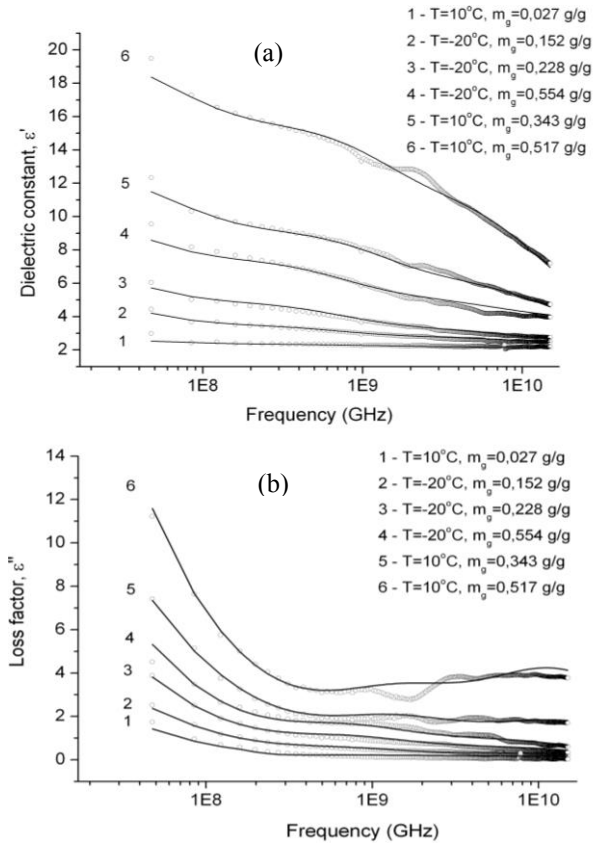 (a)
1 - T=10°C, mg=0,027 g/g
2 - T=-20°C, mg=0,152 g/g
3 - T=-20°C, mg=0,228 g/g
4 - T=-20°C, mg=0,554 g/g
5 - T=10°C, mg=0,343 g/g
6 - T=10°C, mg=0,517 g/g
Dielectric constant, ε'
20
18
16
14
12
10
8
6
4
2
6
5
4
3
2
1
1E8 1E9 1E10
Frequency (GHz)
(b)
1 - T=10°C, mg=0,027 g/g
2 - T=-20°C, mg=0,152 g/g
3 - T=-20°C, mg=0,228 g/g
4 - T=-20°C, mg=0,554 g/g
5 - T=10°C, mg=0,343 g/g
6 - T=10°C, mg=0,517 g/g
Loss factor, ε''
14
12
10
8
6
4
2
0
6
5
4
3
2
1
1E8 1E9 1E10
Frequency (GHz)